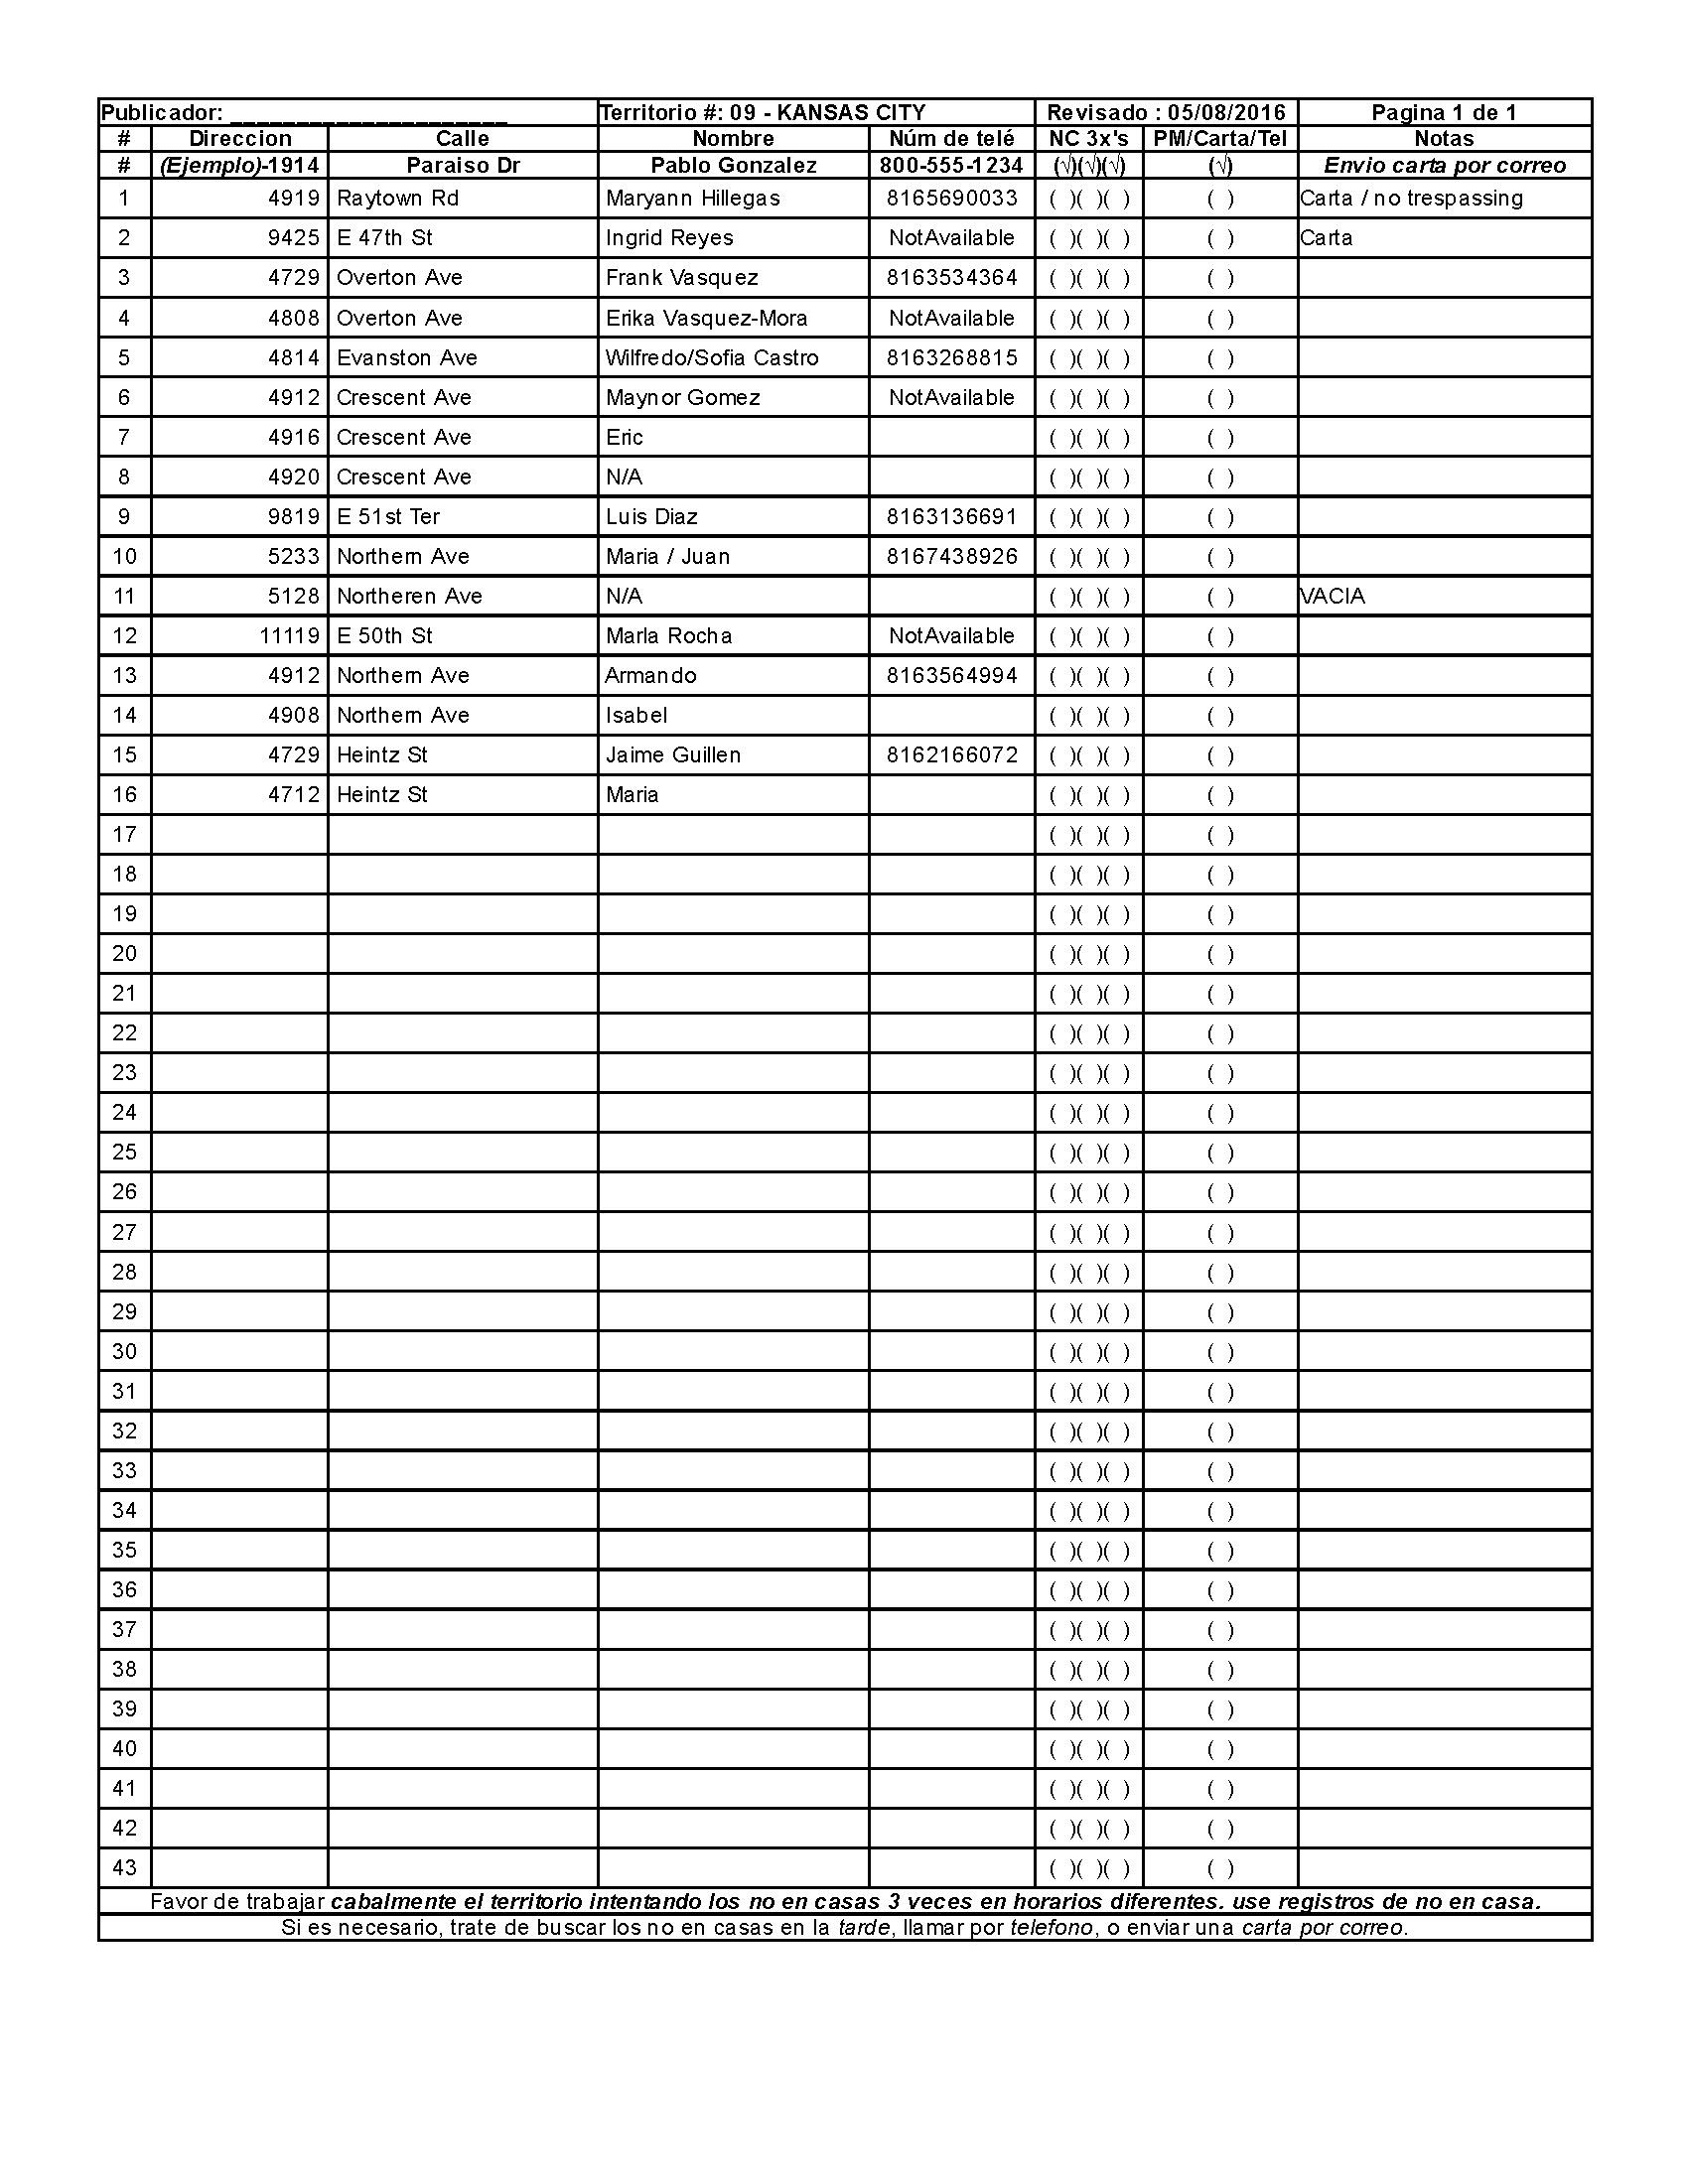 Publicador: _____________________ Territorio #: 09 - KANSAS CITY Revisado : 05/08/2016 Pagina 1 de 1
# Direccion Calle Nombre Núm de telé NC 3x's PM/Carta/Tel Notas
# (Ejemplo)-1914 Paraiso Dr Pablo Gonzalez 800-555-1234 (√)(√)(√) (√) Envio carta por correo
1 4919 Raytown Rd Maryann Hillegas 8165690033 ( )( )( ) ( ) Carta / no trespassing
2 9425 E 47th St Ingrid Reyes NotAvailable ( )( )( ) ( ) Carta
3 4729 Overton Ave Frank Vasquez 8163534364 ( )( )( ) ( )
4 4808 Overton Ave Erika Vasquez-Mora NotAvailable ( )( )( ) ( )
5 4814 Evanston Ave Wilfredo/Sofia Castro 8163268815 ( )( )( ) ( )
6 4912 Crescent Ave Maynor Gomez NotAvailable ( )( )( ) ( )
7 4916 Crescent Ave Eric ( )( )( ) ( )
8 4920 Crescent Ave N/A ( )( )( ) ( )
9 9819 E 51st Ter Luis Diaz 8163136691 ( )( )( ) ( )
10 5233 Northern Ave Maria / Juan 8167438926 ( )( )( ) ( )
11 5128 Northeren Ave N/A ( )( )( ) ( ) VACIA
12 11119 E 50th St Marla Rocha NotAvailable ( )( )( ) ( )
13 4912 Northern Ave Armando 8163564994 ( )( )( ) ( )
14 4908 Northern Ave Isabel ( )( )( ) ( )
15 4729 Heintz St Jaime Guillen 8162166072 ( )( )( ) ( )
16 4712 Heintz St Maria ( )( )( ) ( )
17 ( )( )( ) ( )
18 ( )( )( ) ( )
19 ( )( )( ) ( )
20 ( )( )( ) ( )
21 ( )( )( ) ( )
22 ( )( )( ) ( )
23 ( )( )( ) ( )
24 ( )( )( ) ( )
25 ( )( )( ) ( )
26 ( )( )( ) ( )
27 ( )( )( ) ( )
28 ( )( )( ) ( )
29 ( )( )( ) ( )
30 ( )( )( ) ( )
31 ( )( )( ) ( )
32 ( )( )( ) ( )
33 ( )( )( ) ( )
34 ( )( )( ) ( )
35 ( )( )( ) ( )
36 ( )( )( ) ( )
37 ( )( )( ) ( )
38 ( )( )( ) ( )
39 ( )( )( ) ( )
40 ( )( )( ) ( )
41 ( )( )( ) ( )
42 ( )( )( ) ( )
43 ( )( )( ) ( )
Favor de trabajar cabalmente el territorio intentando los no en casas 3 veces en horarios diferentes. use registros de no en casa.
Si es necesario, trate de buscar los no en casas en la tarde, llamar por telefono, o enviar una carta por correo.